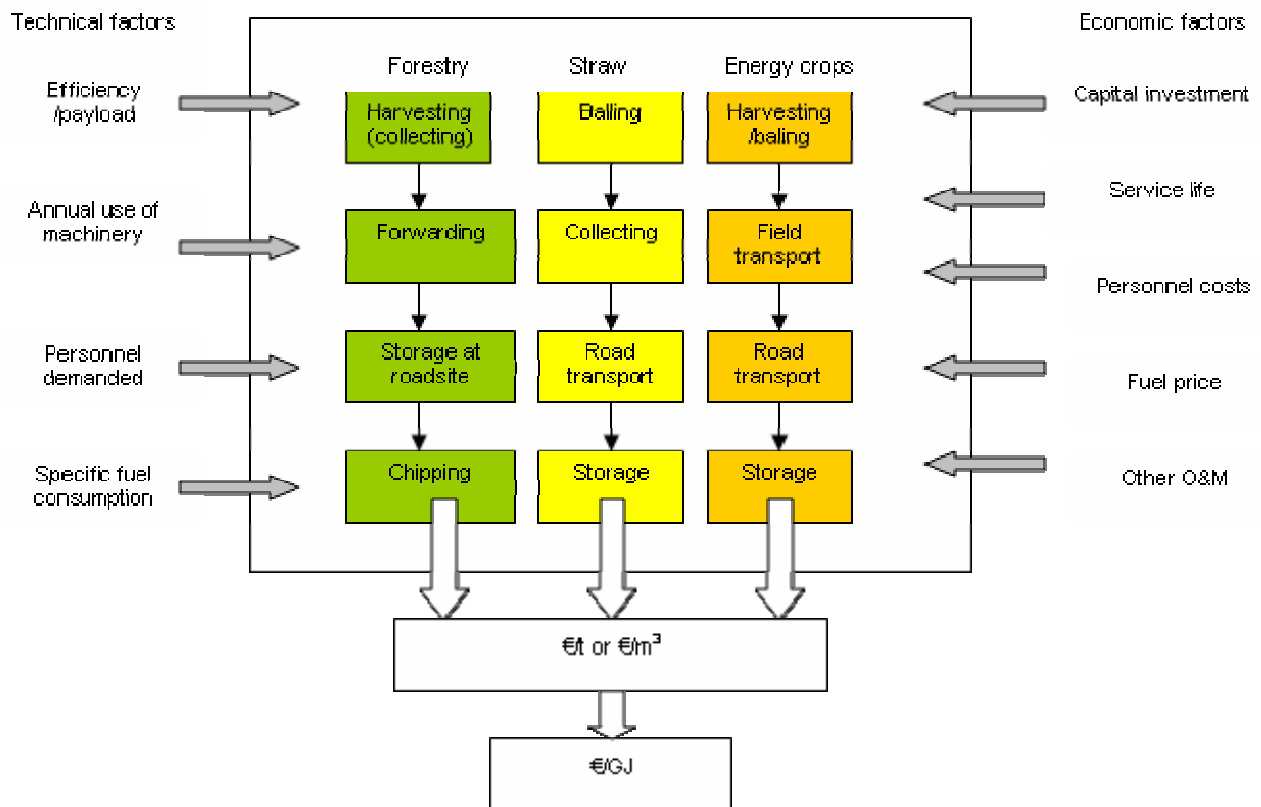 Technical factors
Economic factors
Forestry
Straw
Energy crops
Efficiency
/payload
Harvesting
(collecting)
Balling
Harvesting
/baling
Capital investment
Annual use of
machinery
Forwarding
Collecting
Field
transport
Service life
Personnel costs
Personnel
demanded
Storage at
roadsite
Road
transport
Road
transport
Fuel price
Specific fuel
consumption
Chipping
Storage
Storage
Other O&M
€/t or €/m³
€/GJ